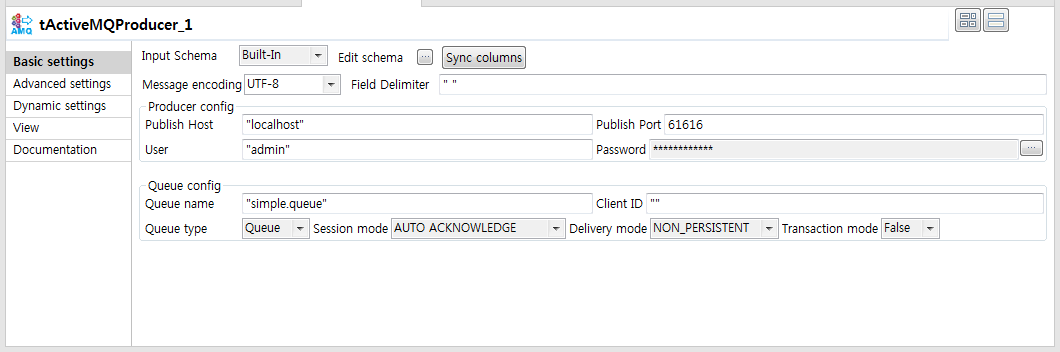 AMQ tActiveMQProducer_1
Basic settings
Advanced settings
Dynamic settings
View
Documentation
Input Schema Built-In Edit schema ... Sync columns
Message encoding UTF-8 Field Delimiter " "
Producer config
Publish Host "localhost" Publish Port 61616
User "admin" Password ************ ...
Queue config
Queue name "simple.queue" Client ID ""
Queue type Queue Session mode AUTO ACKNOWLEDGE Delivery mode NON_PERSISTENT Transaction mode False